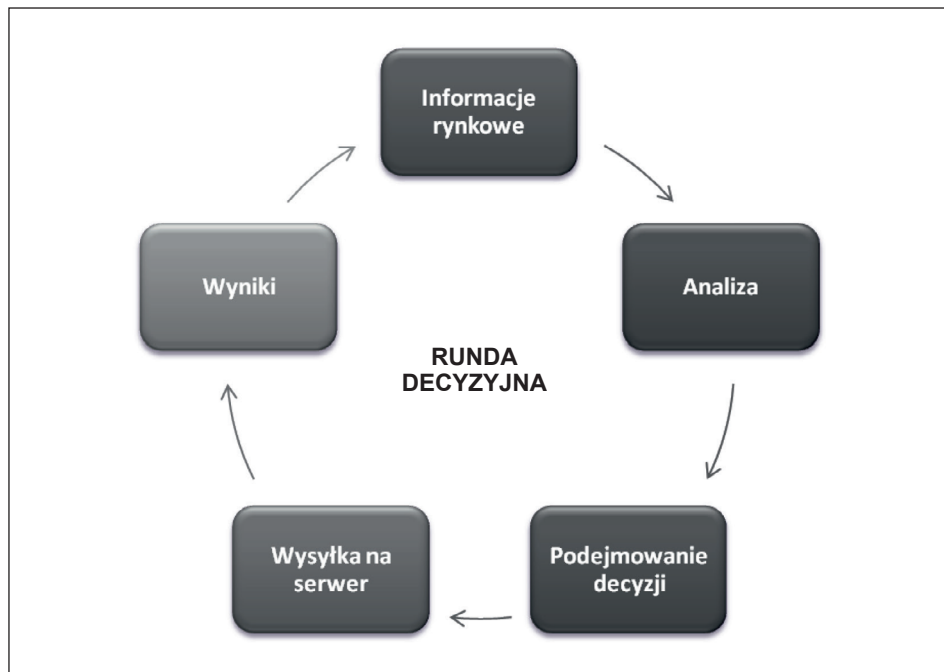 Informacje
rynkowe
Analiza
Podejmowanie
decyzji
Wysyłka na
serwer
Wyniki
RUNDA
DECYZYJNA